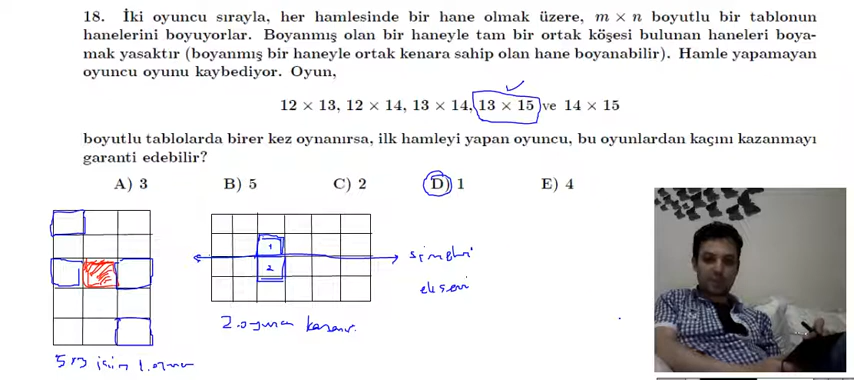 18. İki oyuncu sırayla, her hamlesinde bir hane olmak üzere, m × n boyutlu bir tablonun
hanelerini boyuyorlar. Boyanmış olan bir haneyle tam bir ortak köşesi bulunan haneleri boya-
mak yasaktır (boyanmış bir haneyle ortak kenara sahip olan hane boyanabilir). Hamle yapamayan
oyuncu oyunu kaybediyor. Oyun,
12 × 13, 12 × 14, 13 × 14, 13 × 15 ve 14 × 15
boyutlu tablolarda birer kez oynanırsa, ilk hamleyi yapan oyuncu, bu oyunlardan kaçını kazanmayı
garanti edebilir?
A) 3 B) 5 C) 2 D) 1 E) 4
1
2
simetri
ekseni
2. oyuncu kazanır.
5x3 için 1. oyuncu